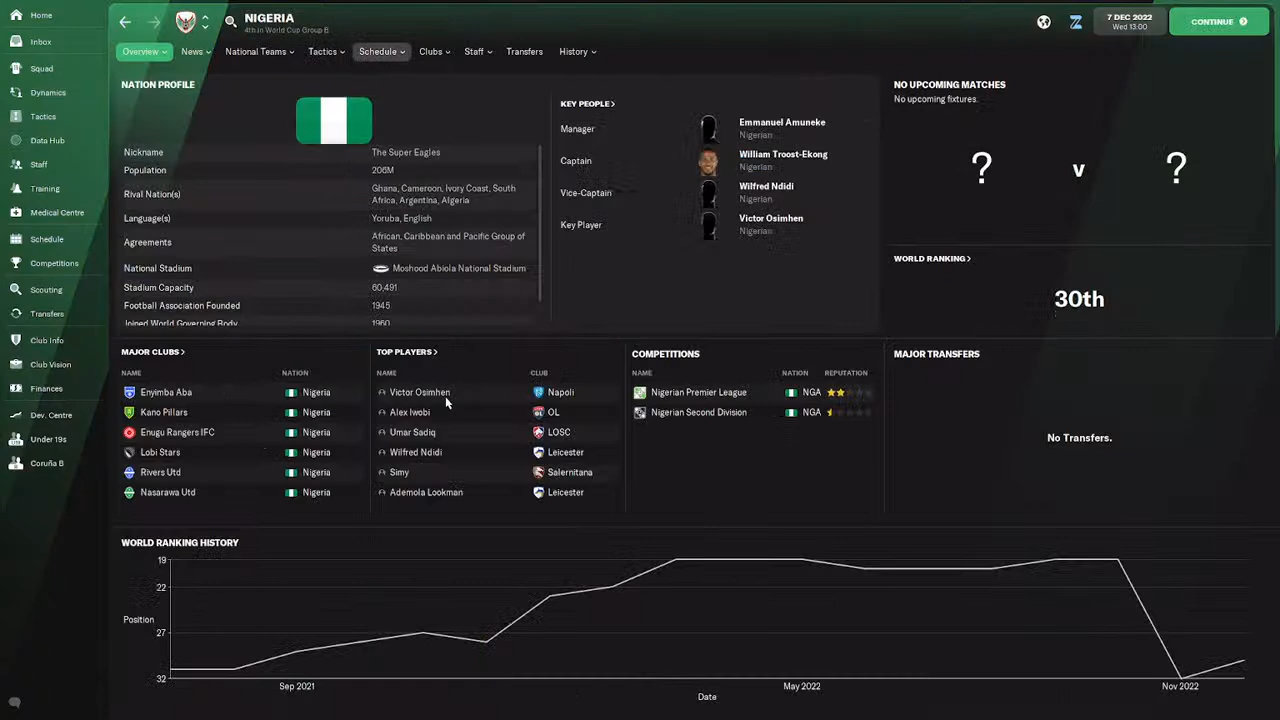 Home
Inbox
Squad
Dynamics
Tactics
Data Hub
Staff
Training
Medical Centre
Schedule
Competitions
Scouting
Transfers
Club Info
Club Vision
Finances
Dev. Centre
Under 19s
Coruña B
NIGERIA
4th in World Cup Group B
7 DEC 2022
Wed 13:00
CONTINUE
Overview
News
National Teams
Tactics
Schedule
Clubs
Staff
Transfers
History
NATION PROFILE
Nickname The Super Eagles
Population 206M
Rival Nation(s) Ghana, Cameroon, Ivory Coast, South
Africa, Argentina, Algeria
Language(s) Yoruba, English
Agreements African, Caribbean and Pacific Group of
States
National Stadium Moshood Abiola National Stadium
Stadium Capacity 60,491
Football Association Founded 1945
Joined World Governing Body 1960
KEY PEOPLE >
Manager Emmanuel Amuneke
Nigerian
Captain William Troost-Ekong
Nigerian
Vice-Captain Wilfred Ndidi
Nigerian
Key Player Victor Osimhen
Nigerian
NO UPCOMING MATCHES
No upcoming fixtures.
? v ?
WORLD RANKING >
30th
MAJOR CLUBS >
NAME NATION
Enyimba Aba Nigeria
Kano Pillars Nigeria
Enugu Rangers IFC Nigeria
Lobi Stars Nigeria
Rivers Utd Nigeria
Nasarawa Utd Nigeria
TOP PLAYERS >
NAME CLUB
Victor Osimhen Napoli
Alex Iwobi OL
Umar Sadiq LOSC
Wilfred Ndidi Leicester
Simy Salernitana
Ademola Lookman Leicester
COMPETITIONS
NAME NATION REPUTATION
Nigerian Premier League NGA
Nigerian Second Division NGA
MAJOR TRANSFERS
No Transfers.
WORLD RANKING HISTORY
Position
19
22
27
32
Sep 2021 May 2022 Nov 2022
Date